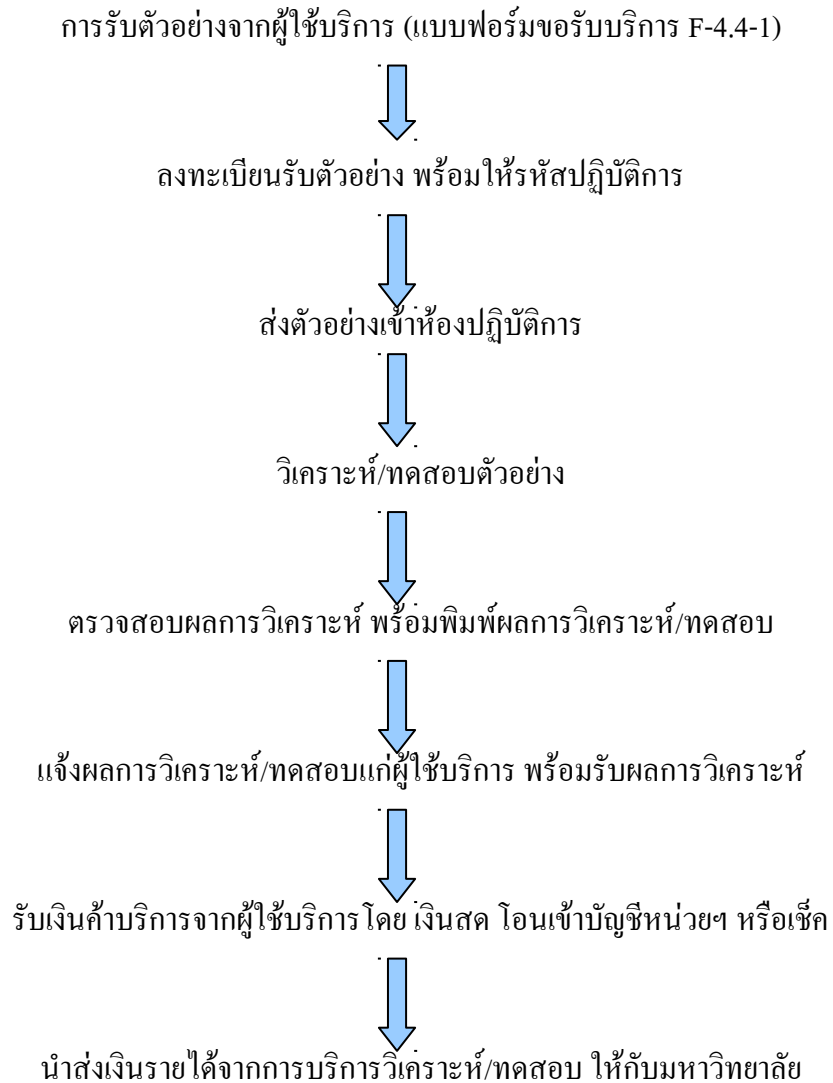 การรับตัวอย่างจากผู้ใช้บริการ (แบบฟอร์มขอรับบริการ F-4.4-1)
ลงทะเบียนรับตัวอย่าง พร้อมให้รหัสปฏิบัติการ
ส่งตัวอย่างเข้าห้องปฏิบัติการ
วิเคราะห์/ทดสอบตัวอย่าง
ตรวจสอบผลการวิเคราะห์ พร้อมพิมพ์ผลการวิเคราะห์/ทดสอบ
แจ้งผลการวิเคราะห์/ทดสอบแก่ผู้ใช้บริการ พร้อมรับผลการวิเคราะห์
รับเงินค้าบริการจากผู้ใช้บริการโดย เงินสด โอนเข้าบัญชีหน่วยฯ หรือเช็ค
นำส่งเงินรายได้จากการบริการวิเคราะห์/ทดสอบ ให้กับมหาวิทยาลัย